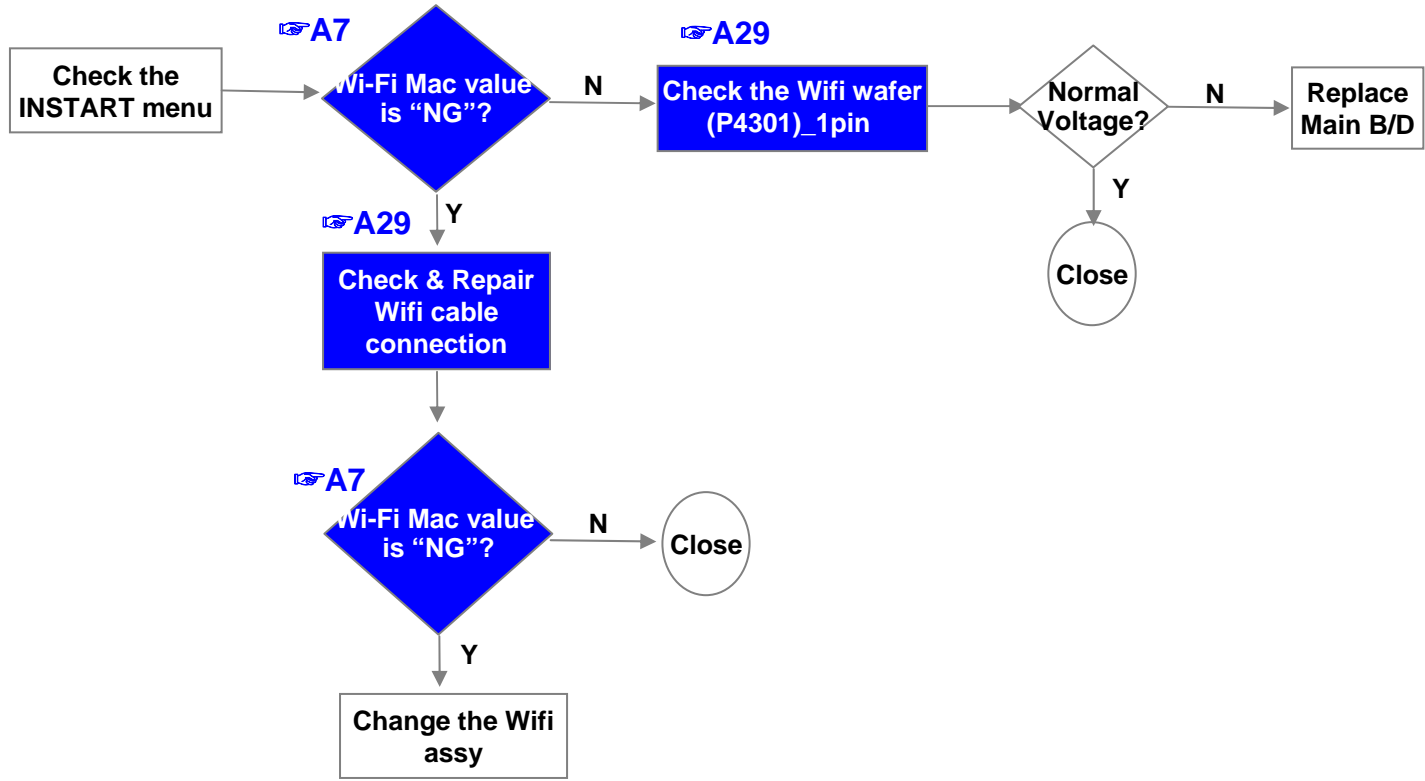 ☞A7
☞A29
Check the
INSTART menu
Wi-Fi Mac value
is “NG”?
N
Check the Wifi wafer
(P4301)_1pin
Normal
Voltage?
N
Replace
Main B/D
Y
Close
Y
☞A29
Check & Repair
Wifi cable
connection
☞A7
Wi-Fi Mac value
is “NG”?
N
Close
Y
Change the Wifi
assy